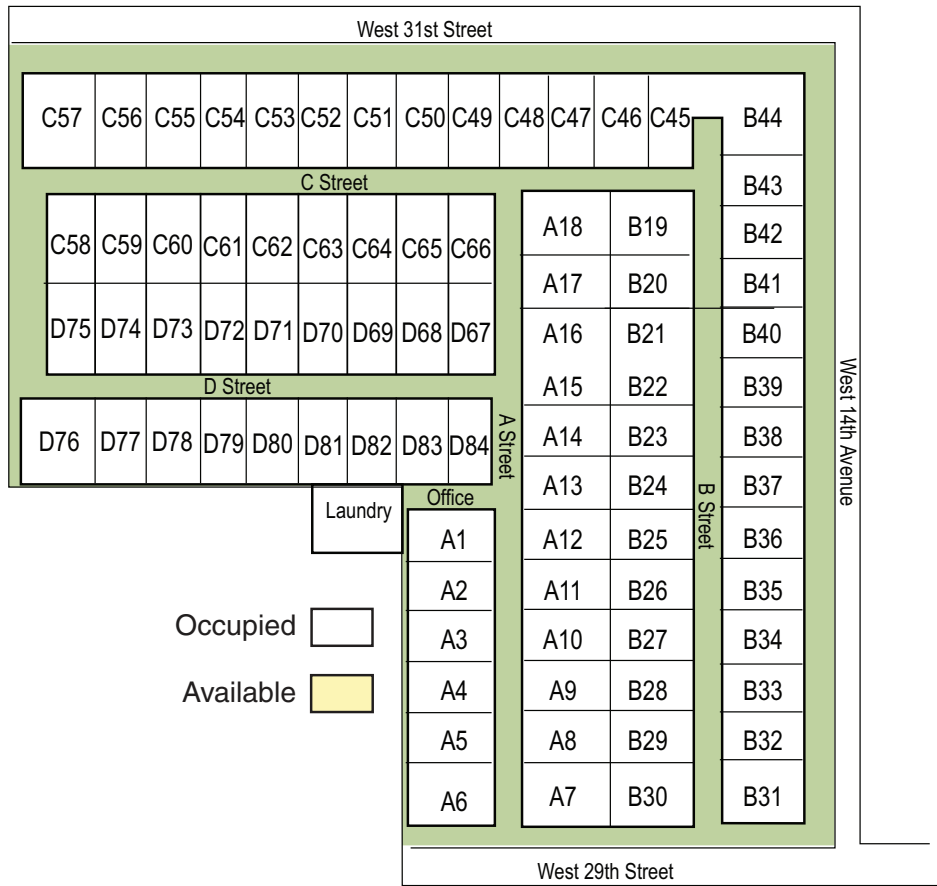 West 31st Street
C57 C56 C55 C54 C53 C52 C51 C50 C49 C48 C47 C46 C45 B44
C Street
B43
C58 C59 C60 C61 C62 C63 C64 C65 C66
A18 B19 B42
A17 B20 B41
D75 D74 D73 D72 D71 D70 D69 D68 D67
A16 B21 B40
D Street
A15 B22 B39
West 14th Avenue
D76 D77 D78 D79 D80 D81 D82 D83 D84
A Street
A14 B23 B38
A13 B24 B37
B Street
Office
Laundry
A1 A12 B25 B36
A2 A11 B26 B35
Occupied
A3 A10 B27 B34
Available
A4 A9 B28 B33
A5 A8 B29 B32
A6 A7 B30 B31
West 29th Street